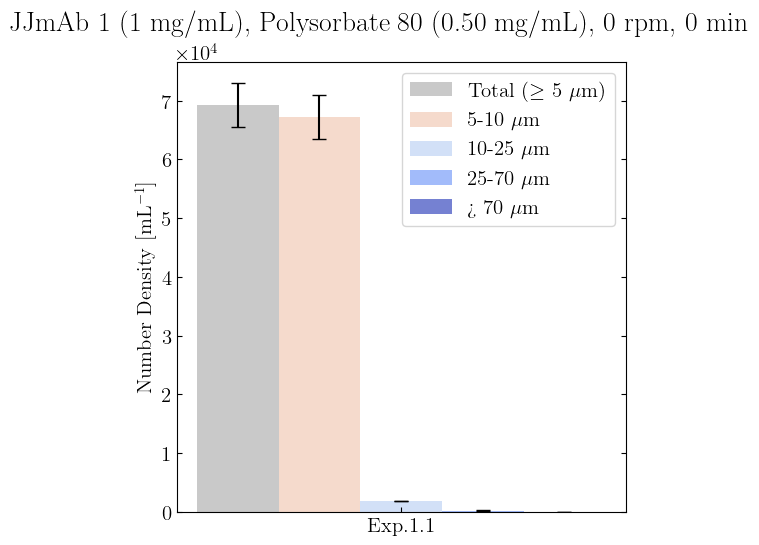 JJmAb 1 (1 mg/mL), Polysorbate 80 (0.50 mg/mL), 0 rpm, 0 min
×10⁴
Number Density [mL⁻¹]
7
6
5
4
3
2
1
0
Total (≥ 5 μm)
5-10 μm
10-25 μm
25-70 μm
¿ 70 μm
Exp.1.1